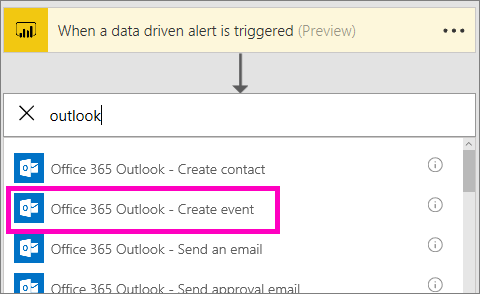 When a data driven alert is triggered (Preview)
outlook
Office 365 Outlook - Create contact
Office 365 Outlook - Create event
Office 365 Outlook - Send an email
Office 365 Outlook - Send approval email